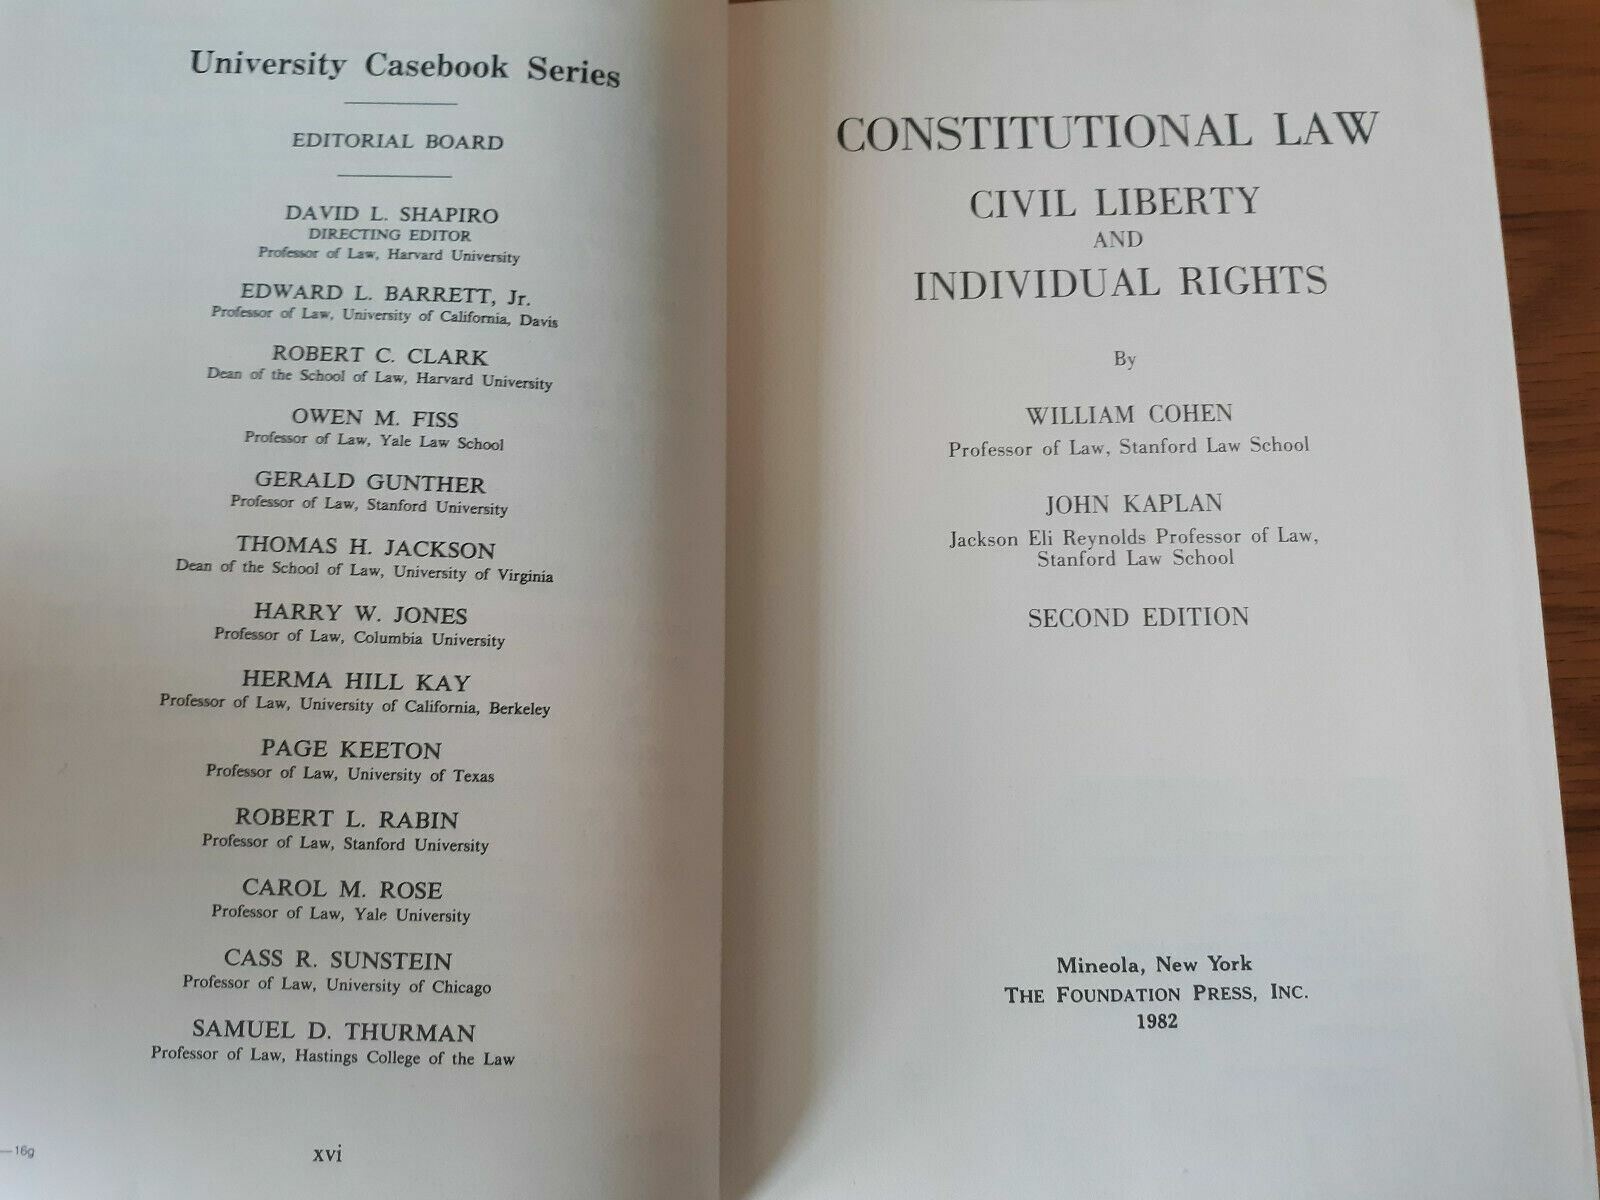 University Casebook Series
EDITORIAL BOARD
DAVID L. SHAPIRO
DIRECTING EDITOR
Professor of Law, Harvard University
EDWARD L. BARRETT, Jr.
Professor of Law, University of California, Davis
ROBERT C. CLARK
Dean of the School of Law, Harvard University
OWEN M. FISS
Professor of Law, Yale Law School
GERALD GUNTHER
Professor of Law, Stanford University
THOMAS H. JACKSON
Dean of the School of Law, University of Virginia
HARRY W. JONES
Professor of Law, Columbia University
HERMA HILL KAY
Professor of Law, University of California, Berkeley
PAGE KEETON
Professor of Law, University of Texas
ROBERT L. RABIN
Professor of Law, Stanford University
CAROL M. ROSE
Professor of Law, Yale University
CASS R. SUNSTEIN
Professor of Law, University of Chicago
SAMUEL D. THURMAN
Professor of Law, Hastings College of the Law
—16g
xvi
CONSTITUTIONAL LAW
CIVIL LIBERTY
AND
INDIVIDUAL RIGHTS
By
WILLIAM COHEN
Professor of Law, Stanford Law School
JOHN KAPLAN
Jackson Eli Reynolds Professor of Law,
Stanford Law School
SECOND EDITION
Mineola, New York
THE FOUNDATION PRESS, INC.
1982